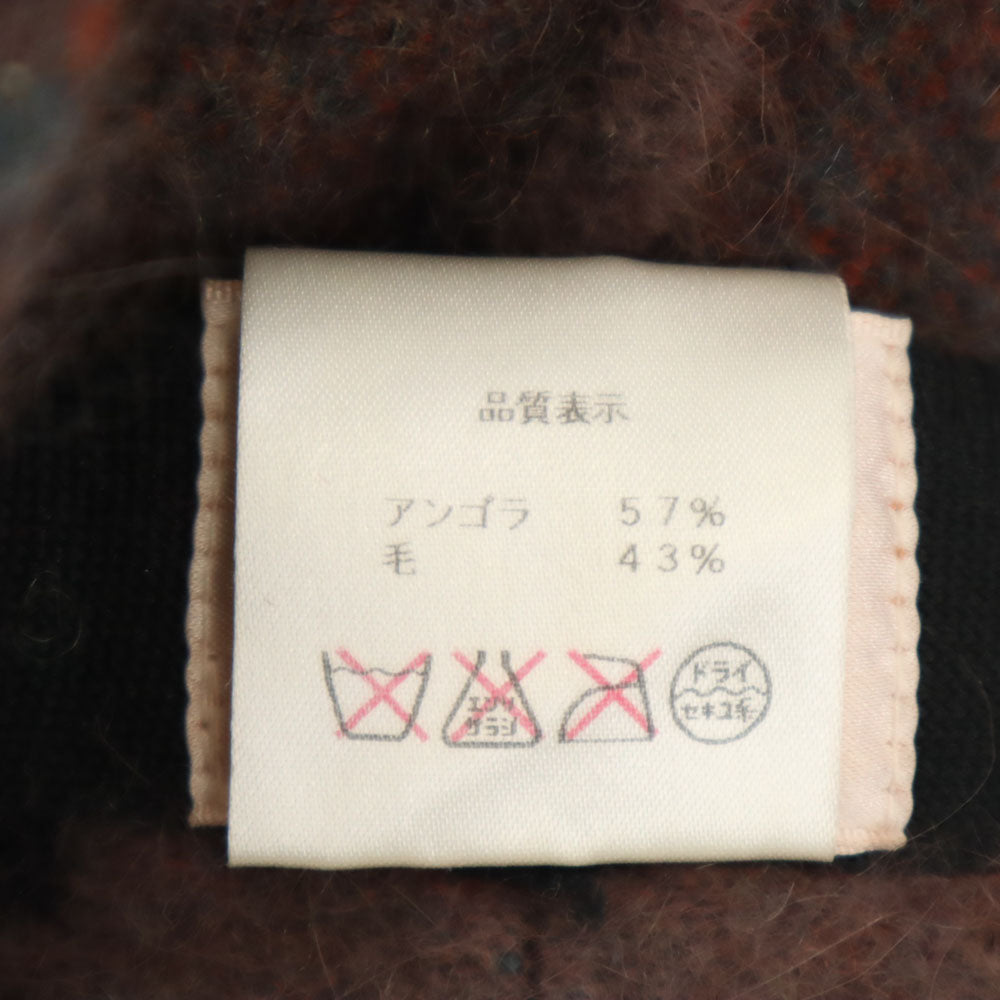 品質表示
アンゴラ 57%
毛 43%
エンソ
サラシ
ドライ
セキユ系